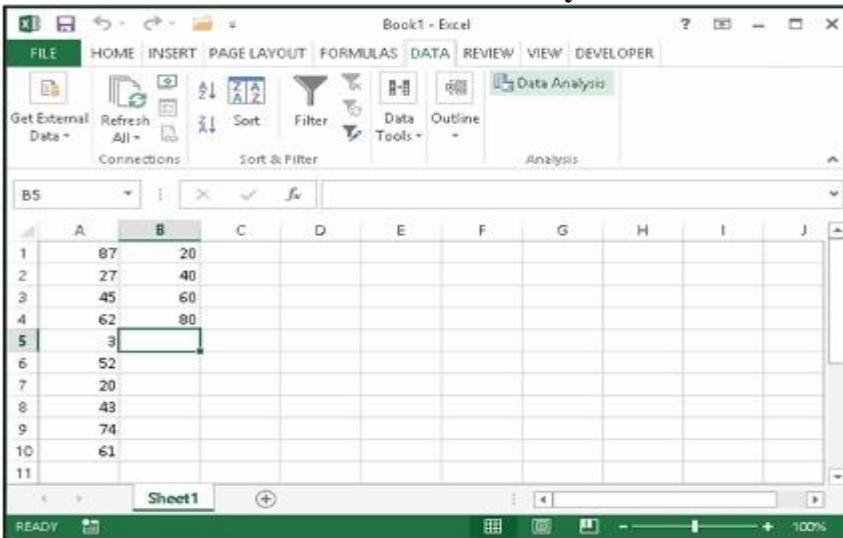 Book1 - Excel
FILE HOME INSERT PAGE LAYOUT FORMULAS DATA REVIEW VIEW DEVELOPER
Get External Data
Refresh All
Sort
Filter
Data Tools
Outline
Data Analysis
Connections
Sort & Filter
Analysis
B5
fx
A B C D E F G H I J
1 87 20
2 27 40
3 45 60
4 62 80
5 3
6 52
7 20
8 43
9 74
10 61
11
Sheet1
READY
100%